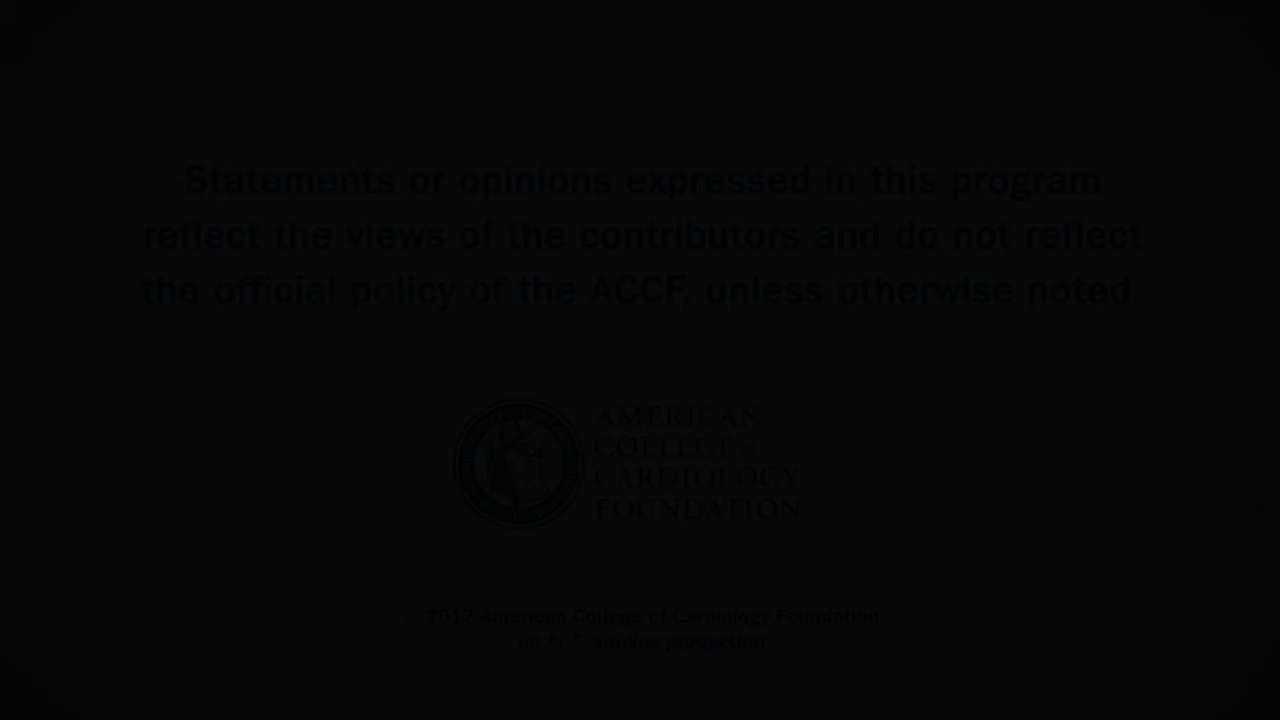 Statements or opinions expressed in this program
reflect the views of the contributors and do not reflect
the official policy of the ACCF, unless otherwise noted.
AMERICAN
COLLEGE of
CARDIOLOGY
FOUNDATION
© 2012 American College of Cardiology Foundation
an ACC Studios production